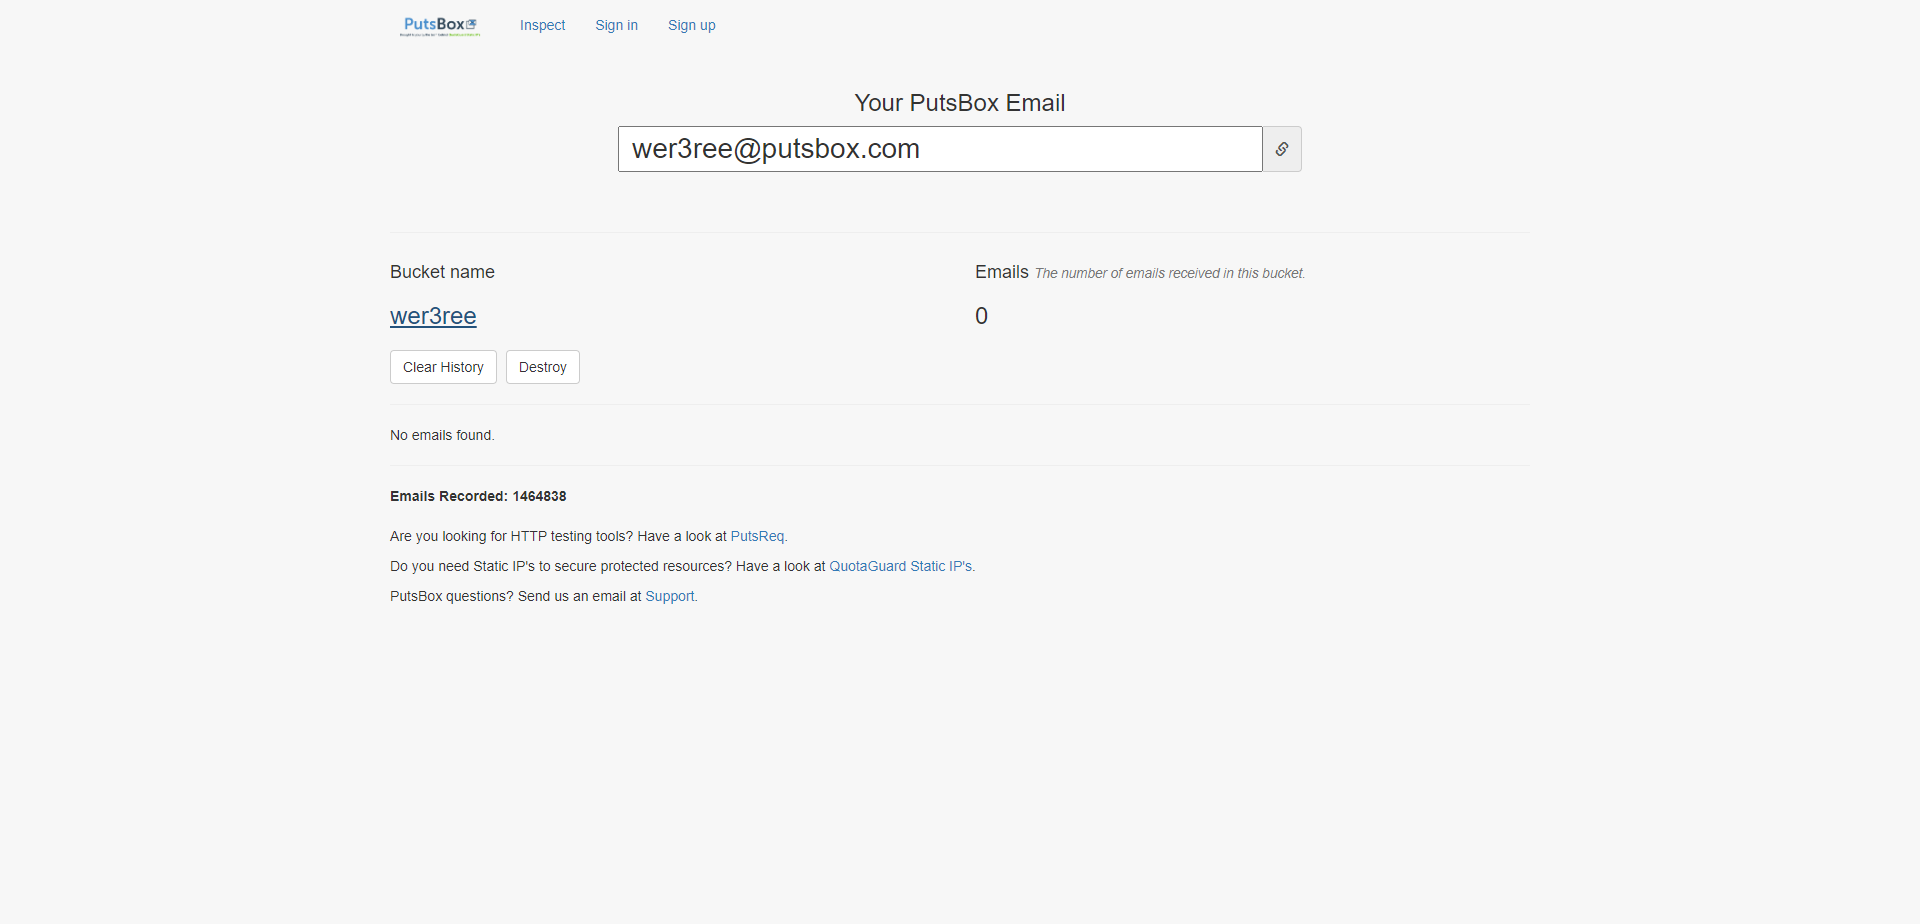 PutsBox
Inspect
Sign in
Sign up
Your PutsBox Email
wer3ree@putsbox.com
Bucket name
Emails The number of emails received in this bucket.
wer3ree
0
Clear History
Destroy
No emails found.
Emails Recorded: 1464838
Are you looking for HTTP testing tools? Have a look at PutsReq.
Do you need Static IP's to secure protected resources? Have a look at QuotaGuard Static IP's.
PutsBox questions? Send us an email at Support.